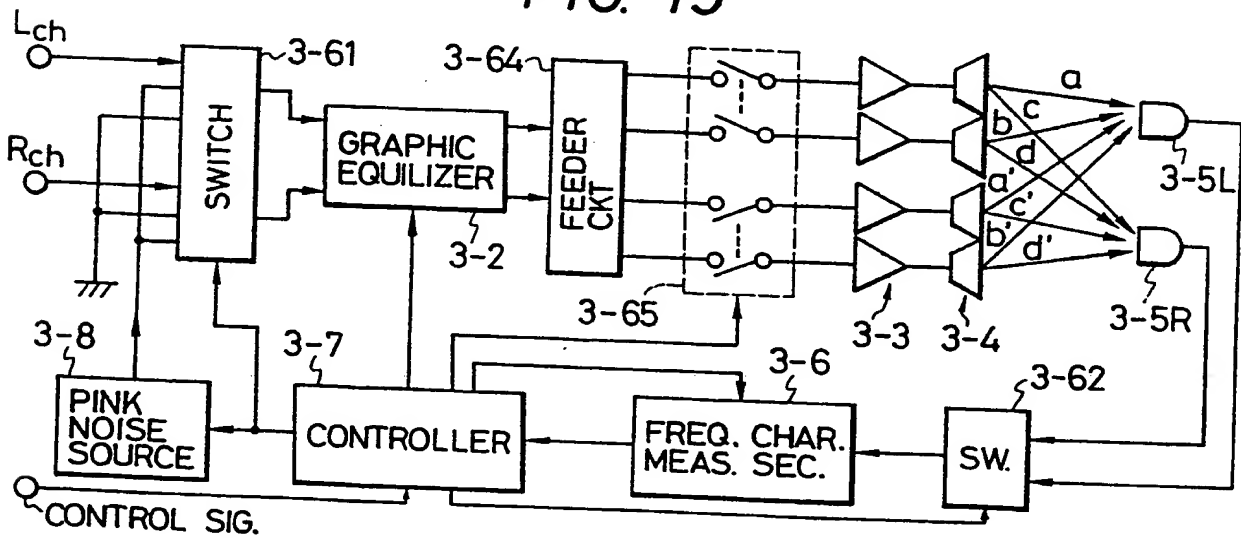 FIG. 15
Lch
3-61
3-64
Rch
SWITCH
GRAPHIC
EQUILIZER
3-2
FEEDER
CKT
3-65
3-3
3-4
a
c
b
d
a'
c'
b'
d'
3-5L
3-5R
3-8
PINK
NOISE
SOURCE
3-7
CONTROLLER
3-6
FREQ. CHAR.
MEAS. SEC.
3-62
SW.
CONTROL SIG.